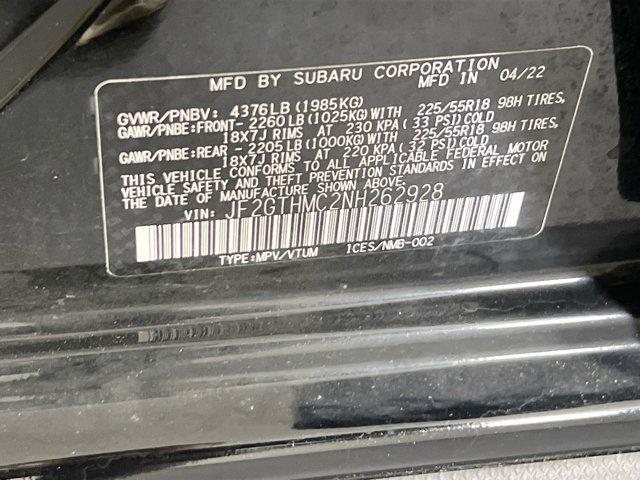 MFD BY SUBARU CORPORATION
MFD IN 04/22
GVWR/PNBV: 4376LB(1985KG)
GAWR/PNBE:FRONT- 2260LB(1025KG)WITH 225/55R18 98H TIRES,
18X7J RIMS AT 230 KPA(33 PSI)COLD
GAWR/PNBE:REAR - 2205LB(1000KG)WITH 225/55R18 98H TIRES,
18X7J RIMS AT 220 KPA(32 PSI)COLD
THIS VEHICLE CONFORMS TO ALL APPLICABLE FEDERAL MOTOR
VEHICLE SAFETY AND THEFT STANDARDS IN EFFECT ON
THE DATE OF MANUFACTURE SHOWN ABOVE.
VIN: JF2GTHMC2NH262928
TYPE:MPV/VTUM ICES/NMB-002